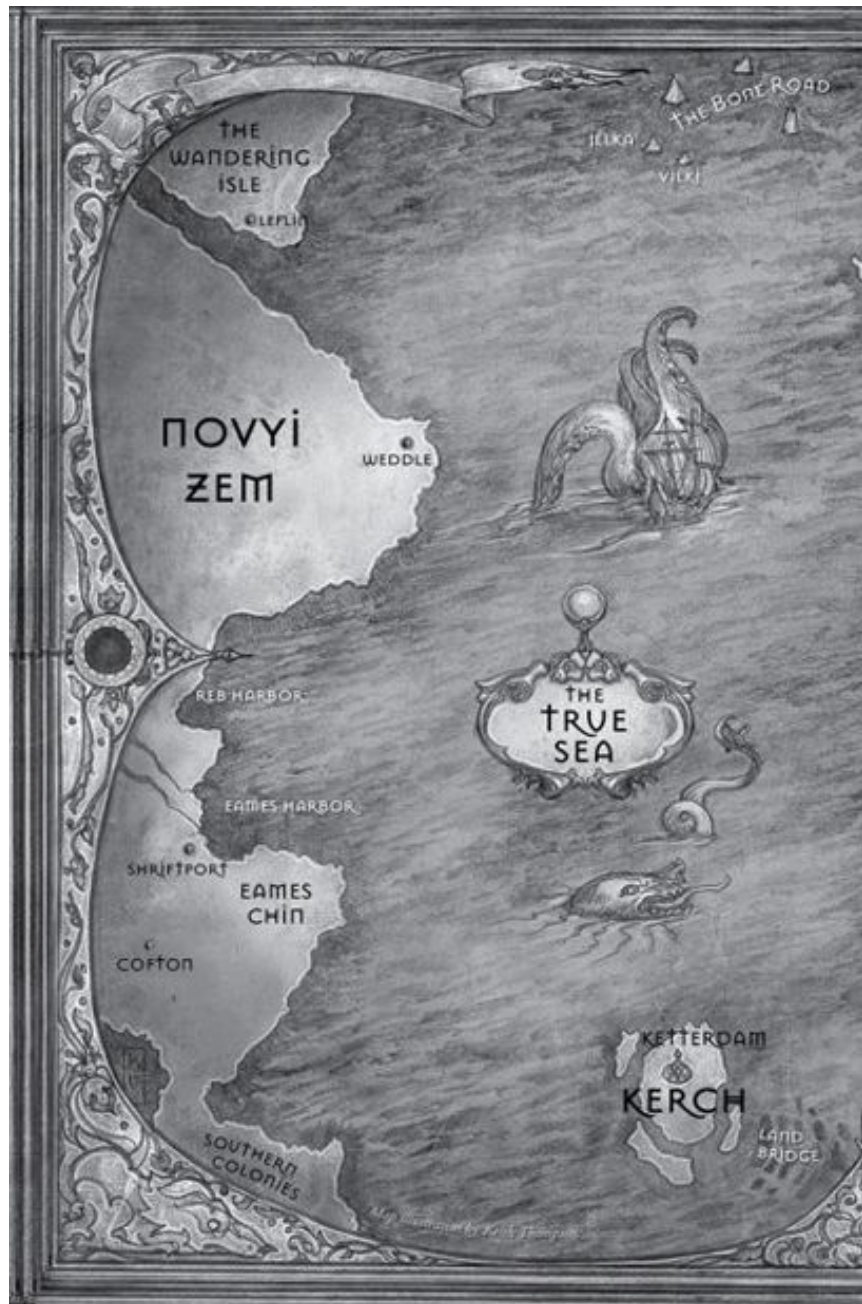 THE
WANDERING
ISLE
LEFLIN
THE BONE ROAD
JELKA
VILKI
NOVYI
ZEM
WEDDLE
REB HARBOR
THE
TRUE
SEA
EAMES HARBOR
SHRIFTPORT
EAMES
CHIN
COFTON
KETTERDAM
KERCH
LAND
BRIDGE
SOUTHERN
COLONIES